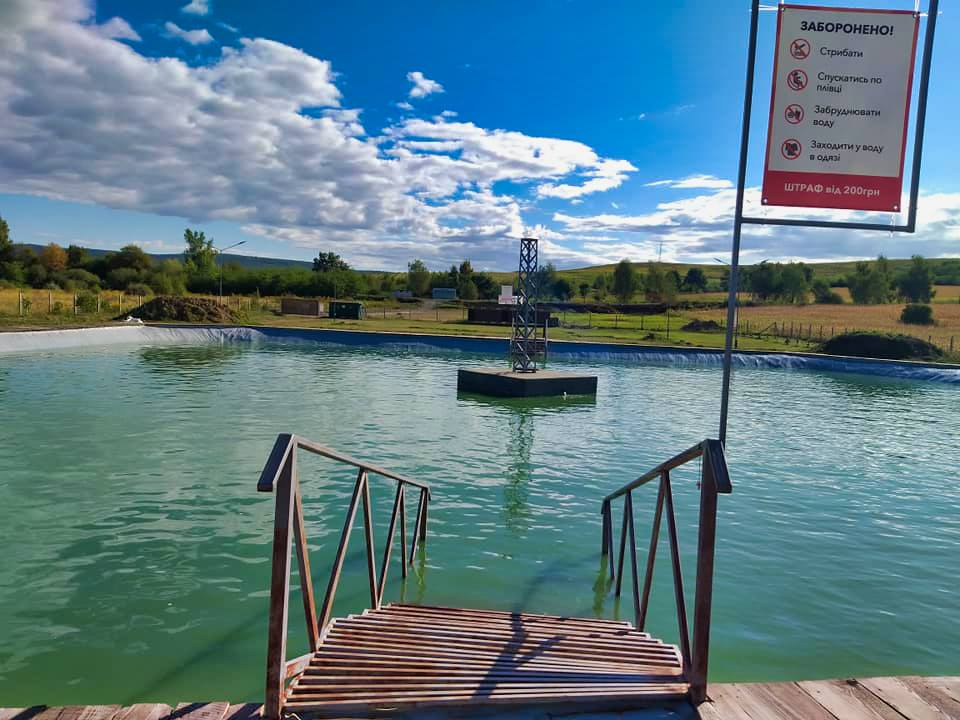 ЗАБОРОНЕНО!
Стрибати
Спускатись по
плівці
Забруднювати
воду
Заходити у воду
в одязі
ШТРАФ від 200грн